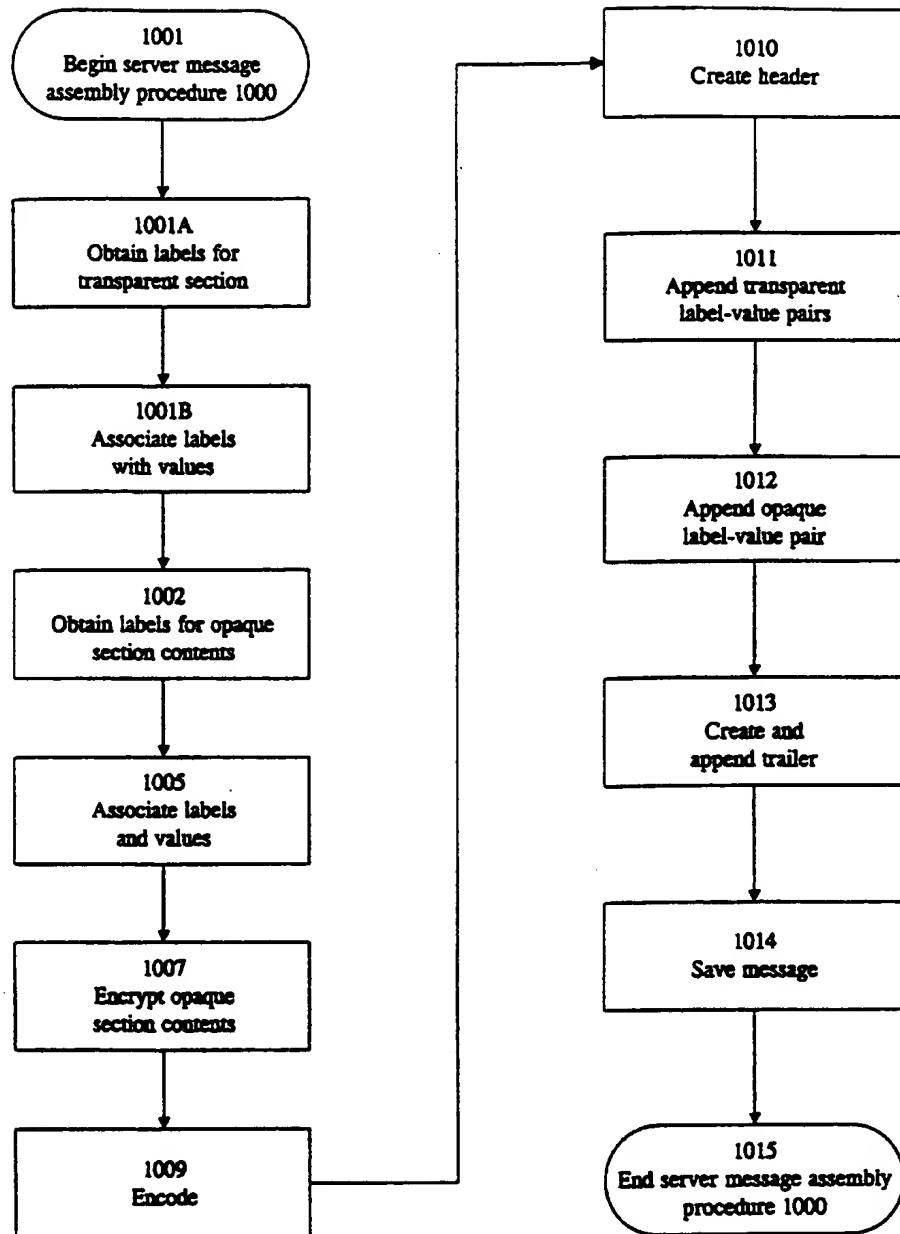 1001
Begin server message
assembly procedure 1000
1001A
Obtain labels for
transparent section
1001B
Associate labels
with values
1002
Obtain labels for opaque
section contents
1005
Associate labels
and values
1007
Encrypt opaque
section contents
1009
Encode
1010
Create header
1011
Append transparent
label-value pairs
1012
Append opaque
label-value pair
1013
Create and
append trailer
1014
Save message
1015
End server message assembly
procedure 1000